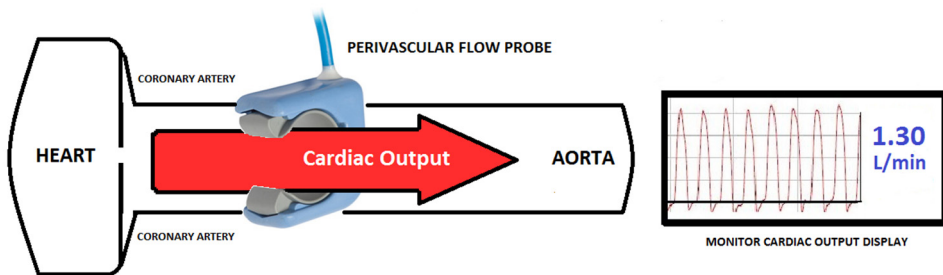 PERIVASCULAR FLOW PROBE
CORONARY ARTERY
HEART
Cardiac Output
AORTA
CORONARY ARTERY
1.30
L/min
MONITOR CARDIAC OUTPUT DISPLAY